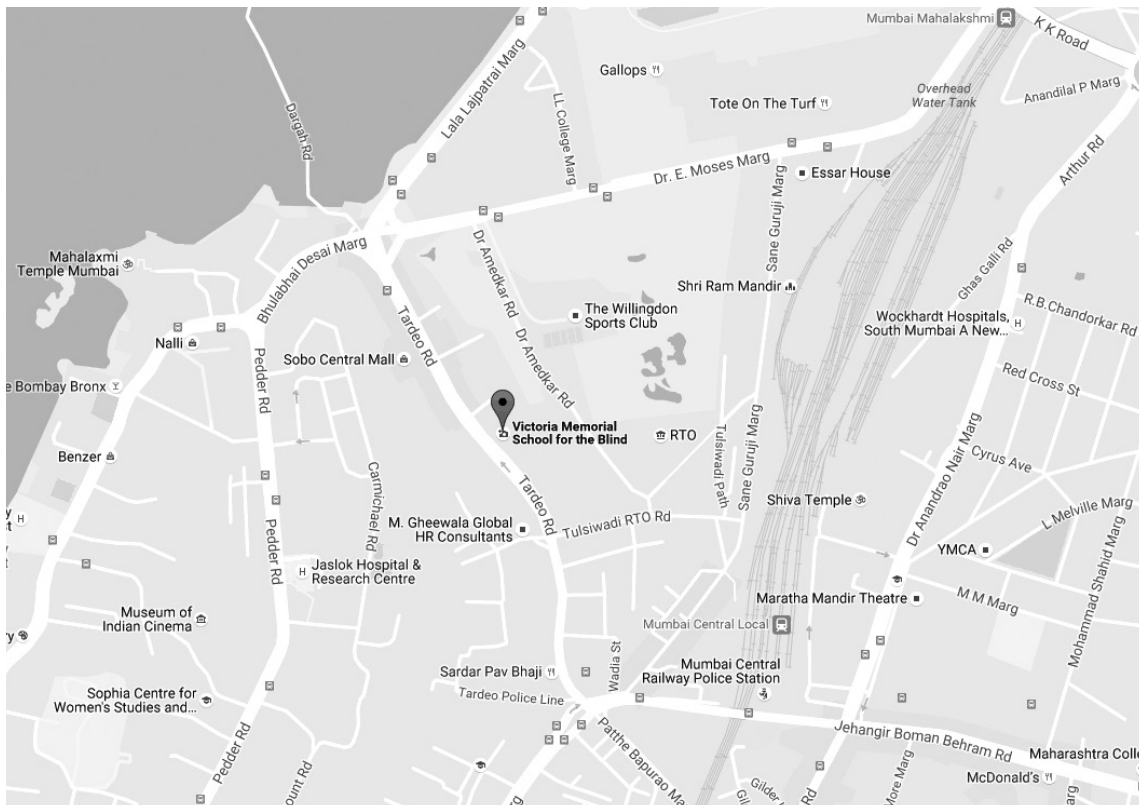 Mumbai Mahalakshmi
K K Road
Gallops
Lala Lajpatrai Marg
LL College Marg
Overhead
Water Tank
Anandilal P Marg
Tote On The Turf
Dargah Rd
Arthur Rd
Dr. E. Moses Marg
Essar House
Sane Guruji Marg
Mahalaxmi
Temple Mumbai
Bhulabhai Desai Marg
Dr Amedkar Rd
Ghas Galli Rd
Shri Ram Mandir
R.B.Chandorkar Rd
The Willingdon
Sports Club
Wockhardt Hospitals,
South Mumbai A New...
Tardeo Rd
Nalli
Sobo Central Mall
Pedder Rd
Dr Amedkar Rd
Red Cross St
e Bombay Bronx
Victoria Memorial
School for the Blind
RTO
Tulsiwadi Path
Sane Guruji Marg
Dr Anandrao Nair Marg
Cyrus Ave
Benzer
Carmichael Rd
Tardeo Rd
Shiva Temple
L Melville Marg
M. Gheewala Global
HR Consultants
Tulsiwadi RTO Rd
YMCA
Mohammad Shahid Marg
Pedder Rd
Jaslok Hospital &
Research Centre
Maratha Mandir Theatre
M M Marg
Museum of
Indian Cinema
Mumbai Central Local
Wadia St
Sardar Pav Bhaji
Mumbai Central
Railway Police Station
Sophia Centre for
Women's Studies and...
Tardeo Police Line
Patthe Bapurao Ma
Jehangir Boman Behram Rd
Pedder Rd
Maharashtra Colle
McDonald's
ount Rd
Gilder
More Marg